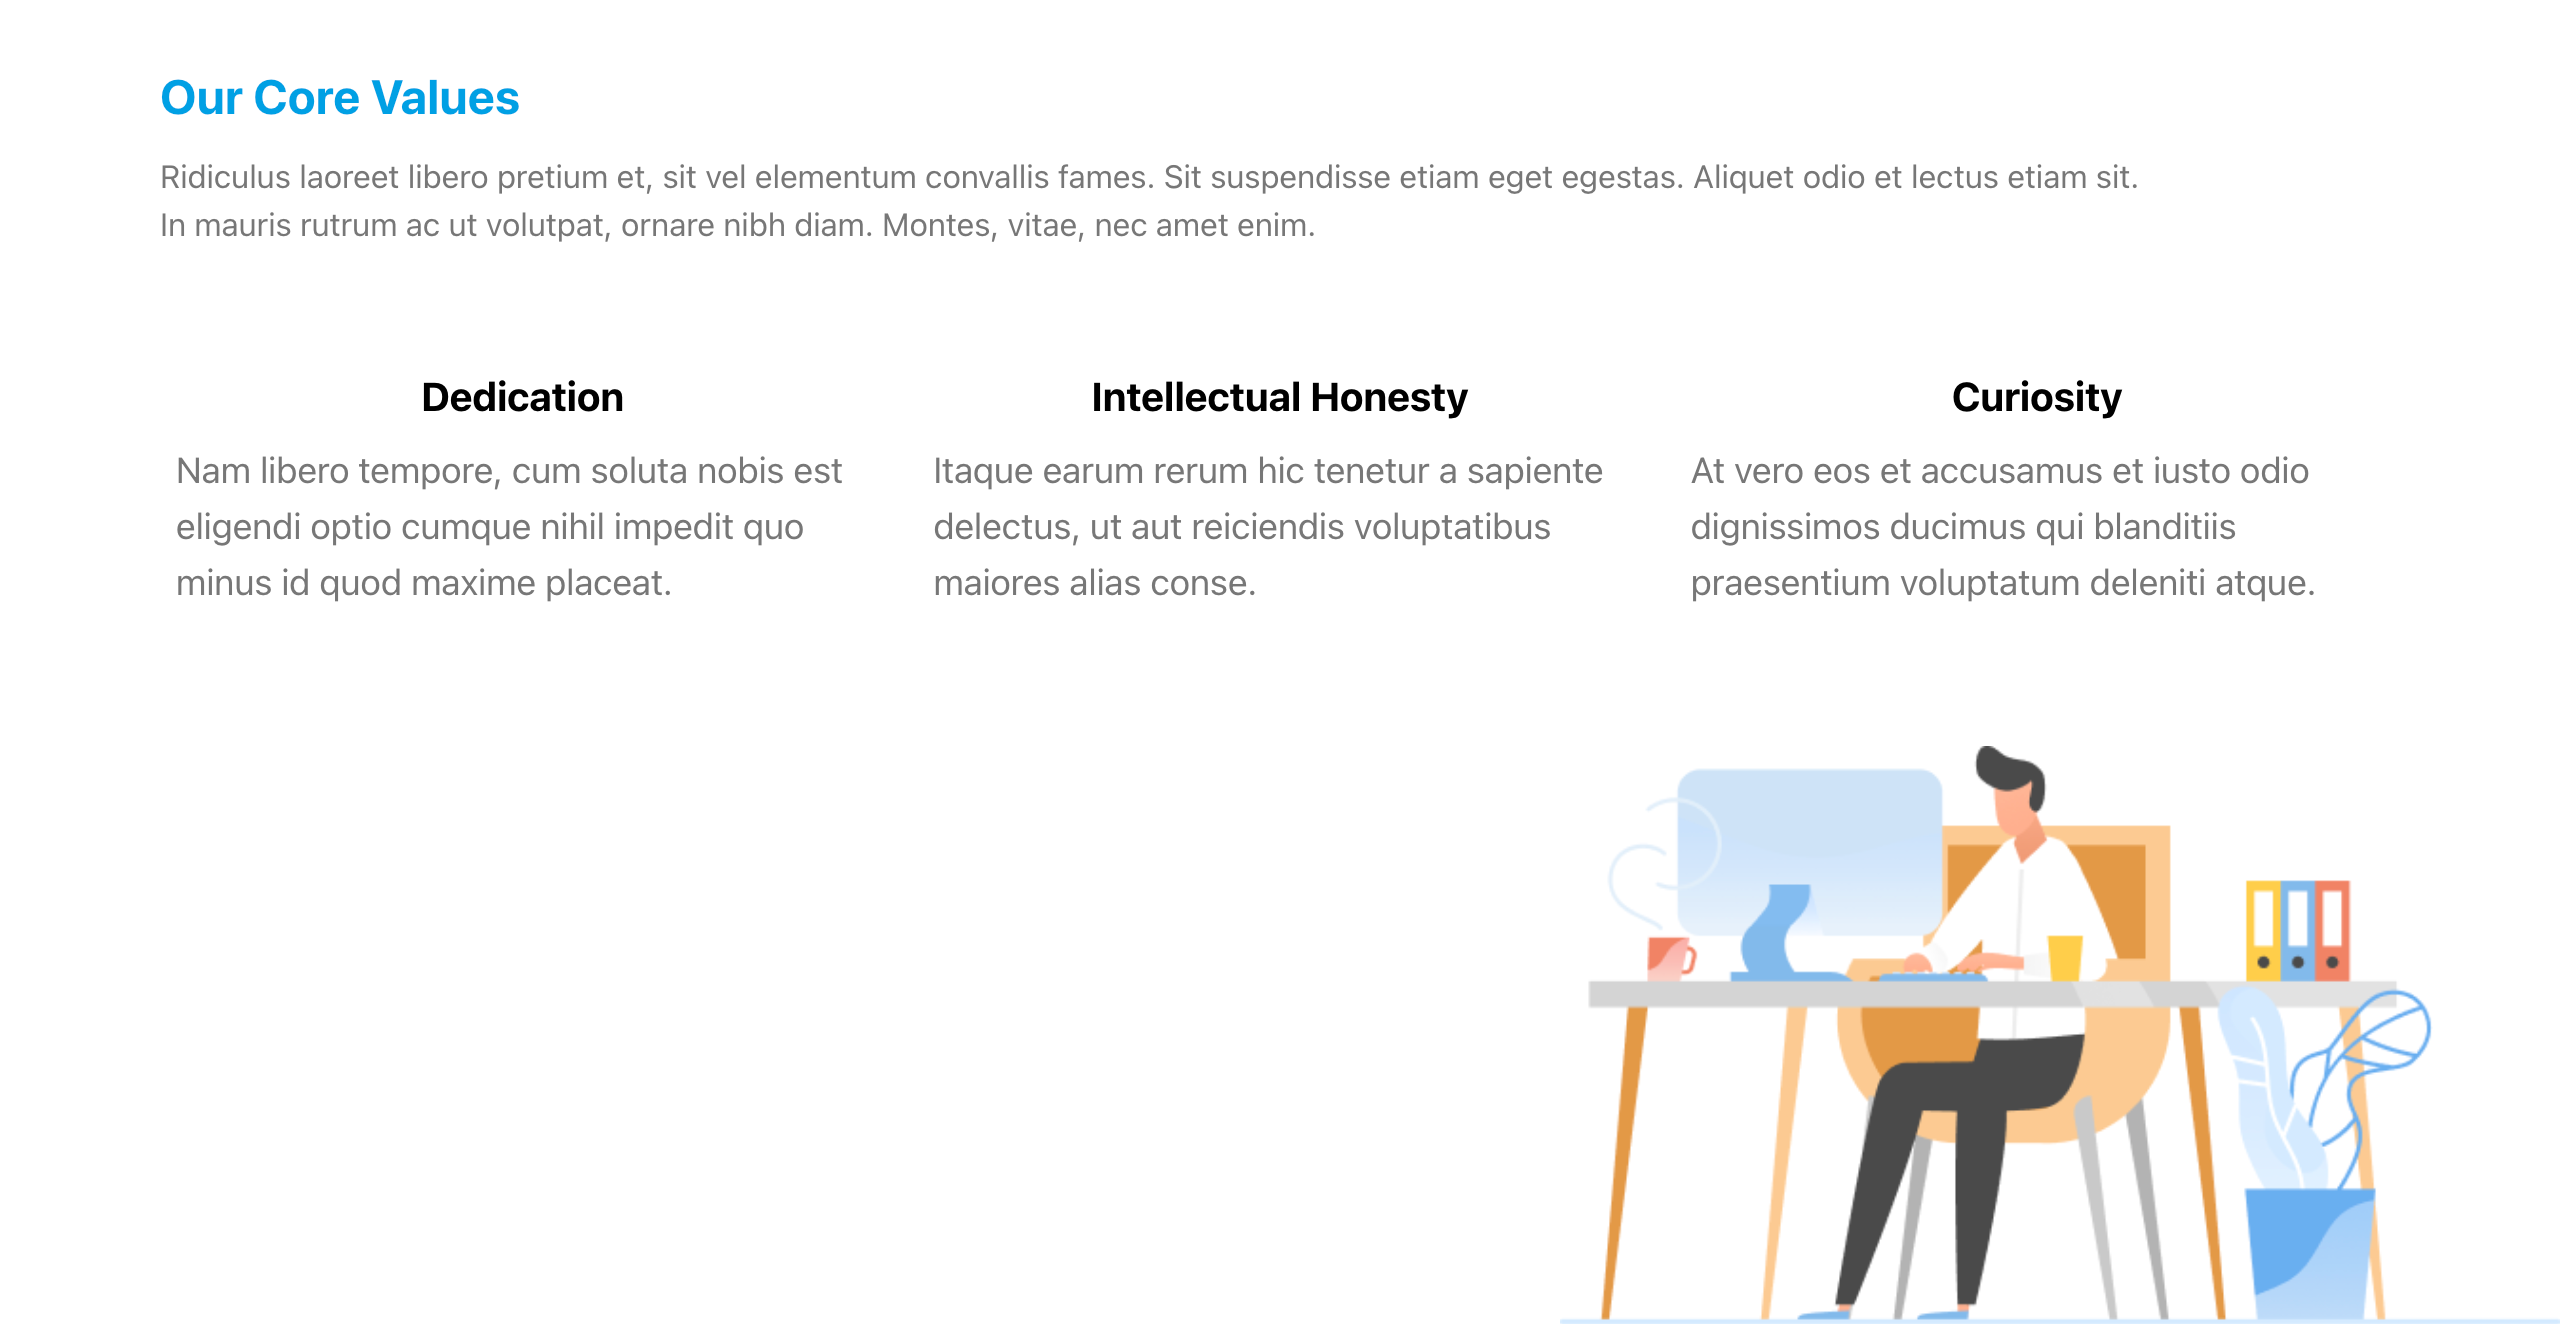 Our Core Values
Ridiculus laoreet libero pretium et, sit vel elementum convallis fames. Sit suspendisse etiam eget egestas. Aliquet odio et lectus etiam sit.
In mauris rutrum ac ut volutpat, ornare nibh diam. Montes, vitae, nec amet enim.
Dedication
Nam libero tempore, cum soluta nobis est
eligendi optio cumque nihil impedit quo
minus id quod maxime placeat.
Intellectual Honesty
Itaque earum rerum hic tenetur a sapiente
delectus, ut aut reiciendis voluptatibus
maiores alias conse.
Curiosity
At vero eos et accusamus et iusto odio
dignissimos ducimus qui blanditiis
praesentium voluptatum deleniti atque.